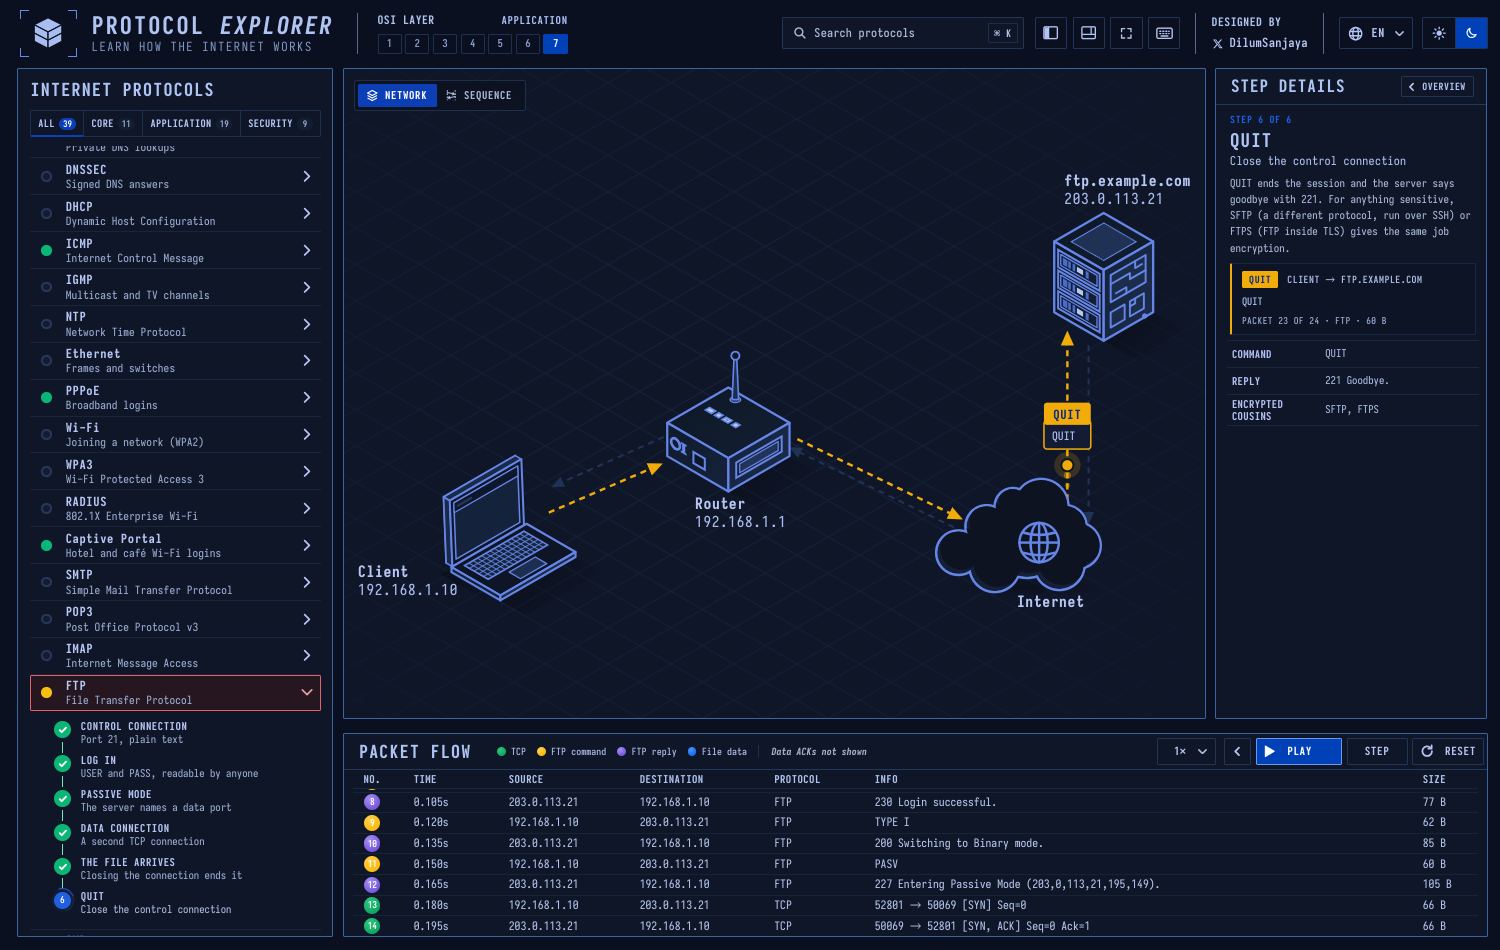 PROTOCOL EXPLORER
LEARN HOW THE INTERNET WORKS
OSI LAYER APPLICATION
1 2 3 4 5 6 7
Search protocols ⌘ K
DESIGNED BY
DilumSanjaya
EN
INTERNET PROTOCOLS
ALL 39 CORE 11 APPLICATION 19 SECURITY 9
Private DNS lookups
DNSSEC
Signed DNS answers
DHCP
Dynamic Host Configuration
ICMP
Internet Control Message
IGMP
Multicast and TV channels
NTP
Network Time Protocol
Ethernet
Frames and switches
PPPoE
Broadband logins
Wi-Fi
Joining a network (WPA2)
WPA3
Wi-Fi Protected Access 3
RADIUS
802.1X Enterprise Wi-Fi
Captive Portal
Hotel and café Wi-Fi logins
SMTP
Simple Mail Transfer Protocol
POP3
Post Office Protocol v3
IMAP
Internet Message Access
FTP
File Transfer Protocol
CONTROL CONNECTION
Port 21, plain text
LOG IN
USER and PASS, readable by anyone
PASSIVE MODE
The server names a data port
DATA CONNECTION
A second TCP connection
THE FILE ARRIVES
Closing the connection ends it
6 QUIT
Close the control connection
NETWORK SEQUENCE
ftp.example.com
203.0.113.21
QUIT
QUIT
Router
192.168.1.1
Client
192.168.1.10
Internet
STEP DETAILS OVERVIEW
STEP 6 OF 6
QUIT
Close the control connection
QUIT ends the session and the server says
goodbye with 221. For anything sensitive,
SFTP (a different protocol, run over SSH) or
FTPS (FTP inside TLS) gives the same job
encryption.
QUIT CLIENT → FTP.EXAMPLE.COM
QUIT
PACKET 23 OF 24 · FTP · 60 B
COMMAND QUIT
REPLY 221 Goodbye.
ENCRYPTED COUSINS SFTP, FTPS
PACKET FLOW TCP FTP command FTP reply File data Data ACKs not shown 1× PLAY STEP RESET
NO. TIME SOURCE DESTINATION PROTOCOL INFO SIZE
8 0.105s 203.0.113.21 192.168.1.10 FTP 230 Login successful. 77 B
9 0.120s 192.168.1.10 203.0.113.21 FTP TYPE I 62 B
10 0.135s 203.0.113.21 192.168.1.10 FTP 200 Switching to Binary mode. 85 B
11 0.150s 192.168.1.10 203.0.113.21 FTP PASV 60 B
12 0.165s 203.0.113.21 192.168.1.10 FTP 227 Entering Passive Mode (203,0,113,21,195,149). 105 B
13 0.180s 192.168.1.10 203.0.113.21 TCP 52801 → 50069 [SYN] Seq=0 66 B
14 0.195s 203.0.113.21 192.168.1.10 TCP 50069 → 52801 [SYN, ACK] Seq=0 Ack=1 66 B